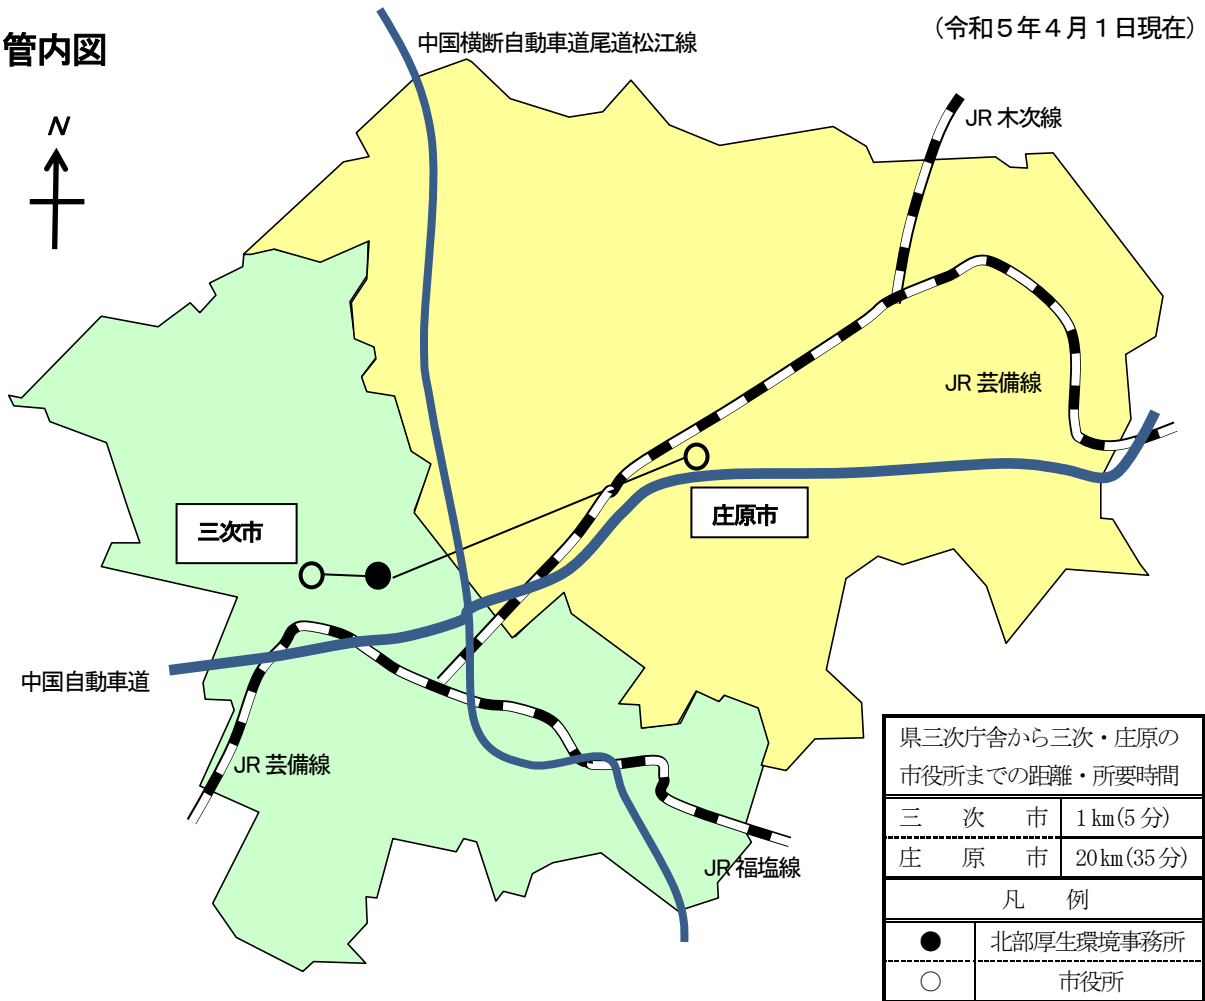 管内図
(令和５年４月１日現在)
中国横断自動車道尾道松江線
N
JR 木次線
JR 芸備線
三次市
庄原市
中国自動車道
JR 芸備線
JR 福塩線
県三次庁舎から三次・庄原の
市役所までの距離・所要時間
三　次　市　1km(5分)
庄　原　市　20km(35分)
凡　例
● 北部厚生環境事務所
○ 市役所